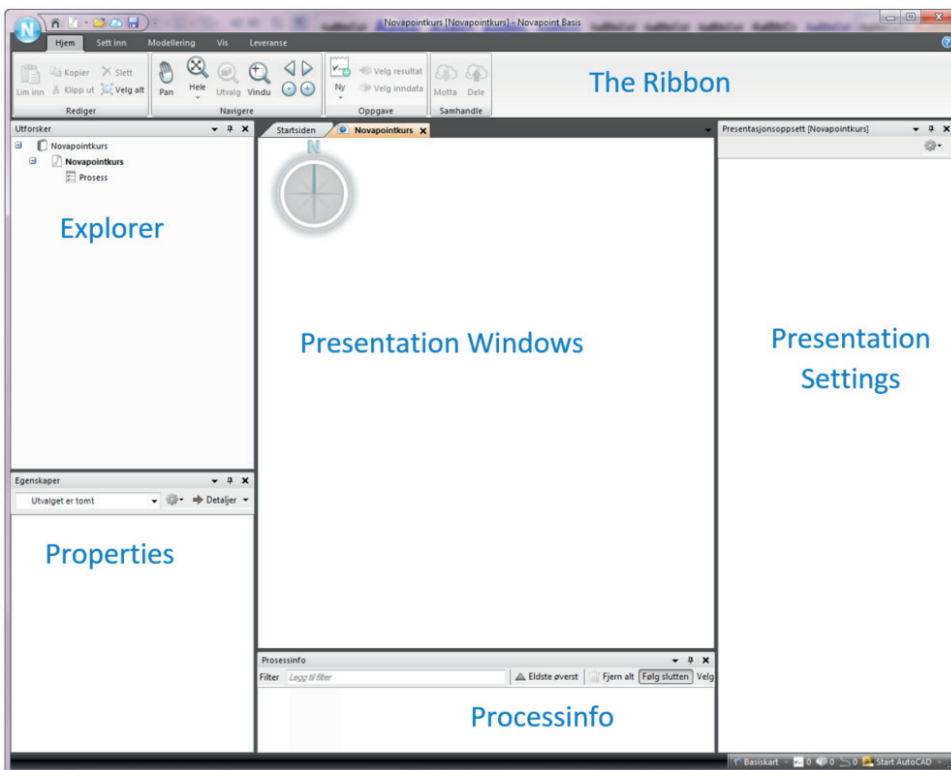 Novapointkurs [Novapointkurs] - Novapoint Basis
Hjem Sett inn Modellering Vis Leveranse
Lim inn Kopier Slett Klipp ut Velg alt
Rediger
Pan Hele Utvalg Vindu
Navigere
Ny Velg resultat Velg inndata
Oppgave
Motta Dele
Samhandle
The Ribbon
Utforsker
Novapointkurs
Novapointkurs
Prosess
Explorer
Startsiden Novapointkurs
N
Presentation Windows
Presentasjonsoppsett [Novapointkurs]
Presentation
Settings
Egenskaper
Utvalget er tomt Detaljer
Properties
Prosessinfo
Filter Legg til filter Eldste øverst Fjern alt Følg slutten Velg
Processinfo
Basiskart 0 0 0 Start AutoCAD